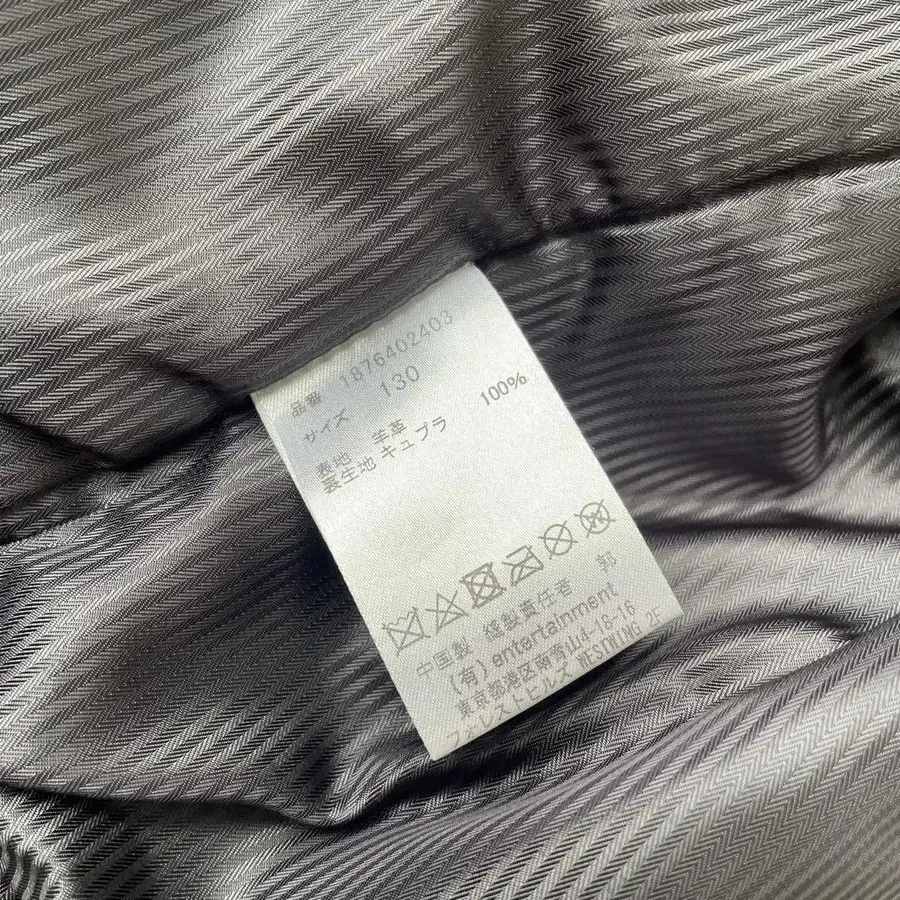 品番 1876402403
サイズ 130
表地 羊革
裏生地 キュプラ 100%
中国製 縫製責任者 郭
(有) entertainment
東京都港区南青山4-18-16
フォレストヒルズ WESTWING 25